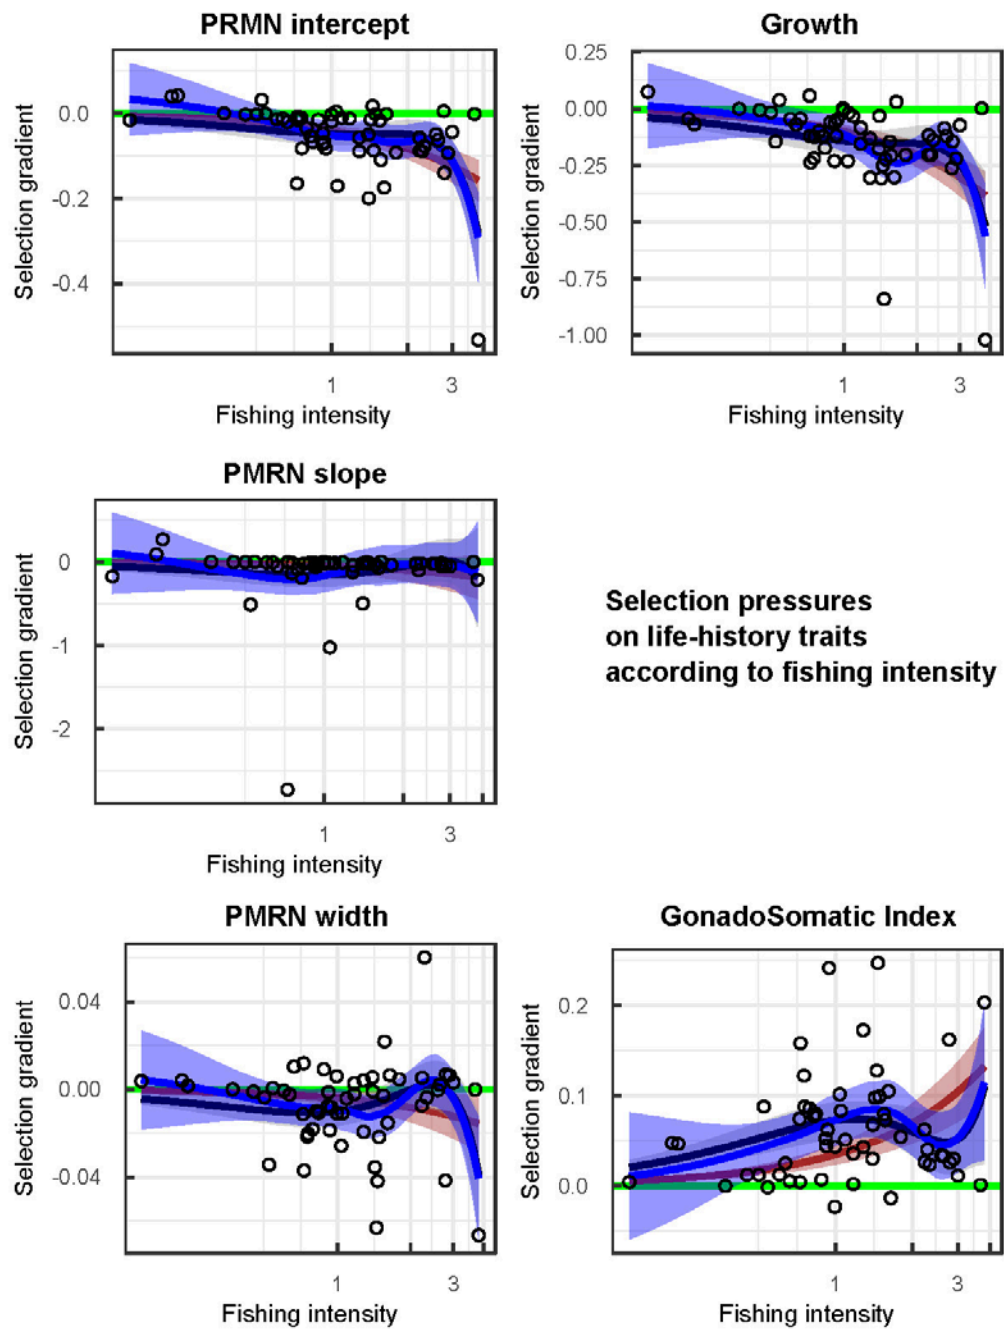 PRMN intercept
Selection gradient
0.0
-0.2
-0.4
1
3
Fishing intensity
Growth
Selection gradient
0.25
0.00
-0.25
-0.50
-0.75
-1.00
1
3
Fishing intensity
PMRN slope
Selection gradient
0
-1
-2
1
3
Fishing intensity
Selection pressures
on life-history traits
according to fishing intensity
PMRN width
Selection gradient
0.04
0.00
-0.04
1
3
Fishing intensity
GonadoSomatic Index
Selection gradient
0.2
0.1
0.0
1
3
Fishing intensity